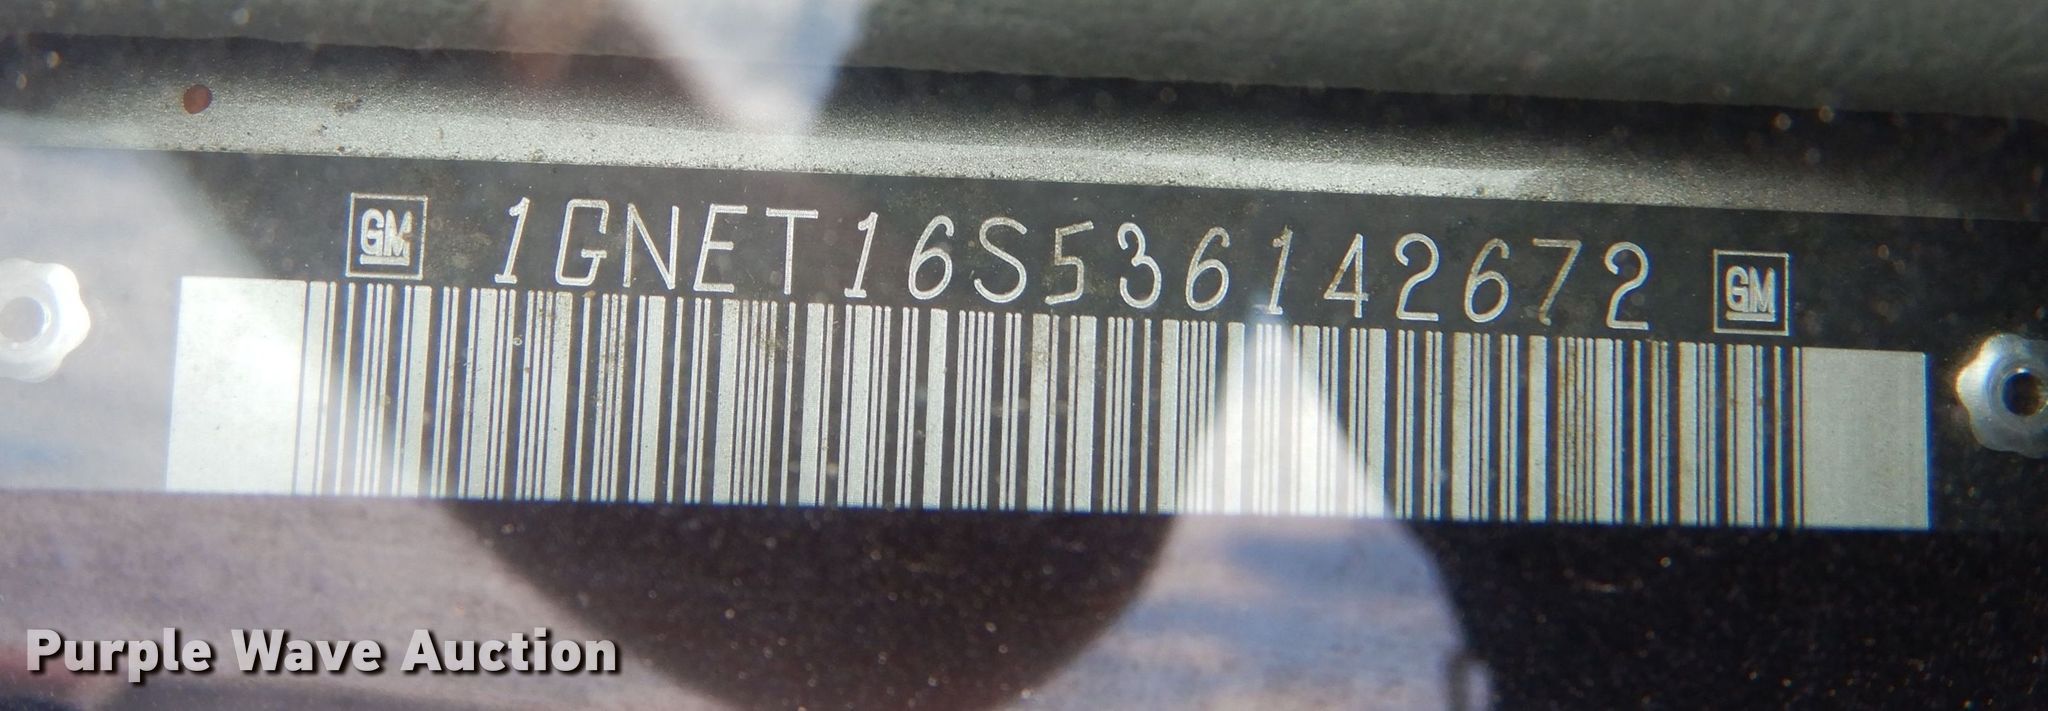 GM 1GNET16S536142672 GM
Purple Wave Auction